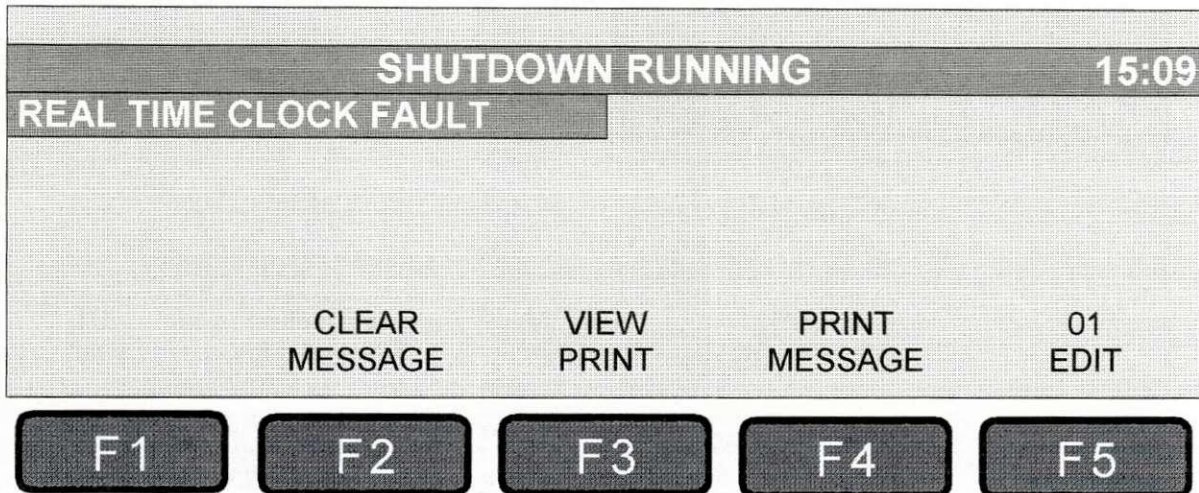 SHUTDOWN RUNNING 15:09
REAL TIME CLOCK FAULT
CLEAR VIEW PRINT 01
MESSAGE PRINT MESSAGE EDIT
F1 F2 F3 F4 F5